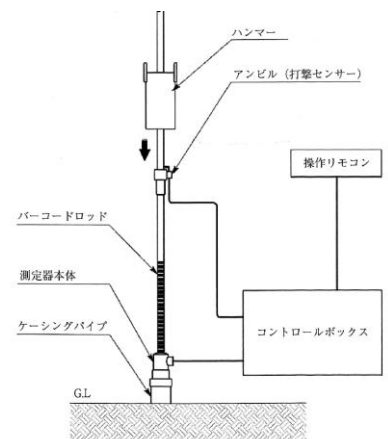 ハンマー
アンビル（打撃センサー）
操作リモコン
バーコードロッド
測定器本体
ケーシングパイプ
コントロールボックス
G.L